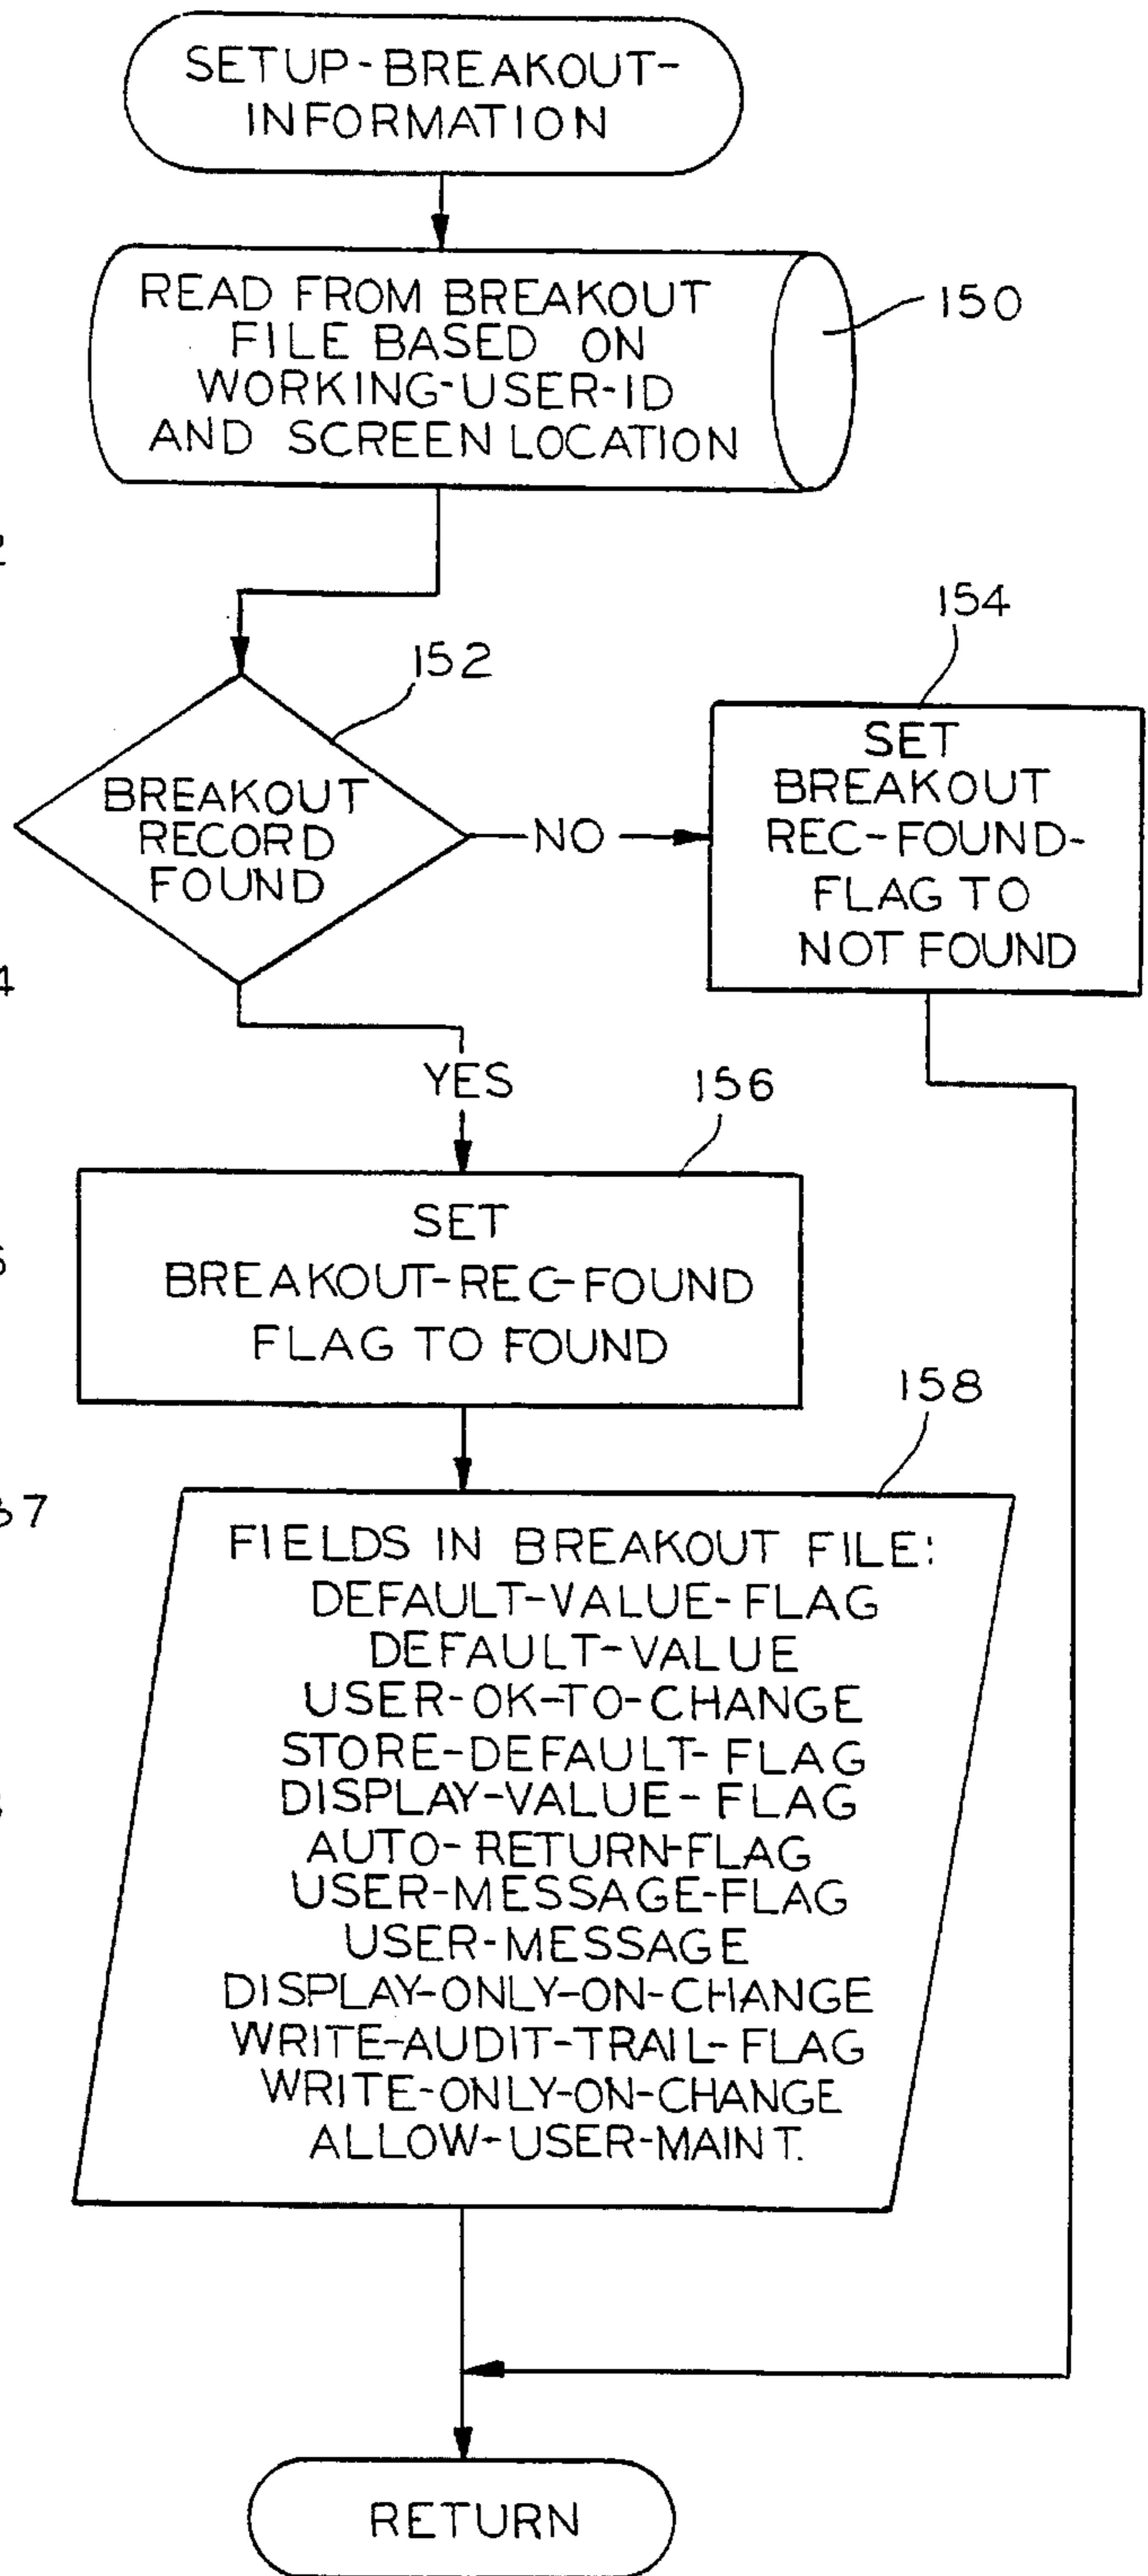 SETUP-BREAKOUT-
INFORMATION
READ FROM BREAKOUT
FILE BASED ON
WORKING-USER-ID
AND SCREEN LOCATION
150
152
BREAKOUT
RECORD
FOUND
NO
154
SET
BREAKOUT
REC-FOUND-
FLAG TO
NOT FOUND
YES
156
SET
BREAKOUT-REC-FOUND
FLAG TO FOUND
158
FIELDS IN BREAKOUT FILE:
DEFAULT-VALUE-FLAG
DEFAULT-VALUE
USER-OK-TO-CHANGE
STORE-DEFAULT-FLAG
DISPLAY-VALUE-FLAG
AUTO-RETURN-FLAG
USER-MESSAGE-FLAG
USER-MESSAGE
DISPLAY-ONLY-ON-CHANGE
WRITE-AUDIT-TRAIL-FLAG
WRITE-ONLY-ON-CHANGE
ALLOW-USER-MAINT.
RETURN